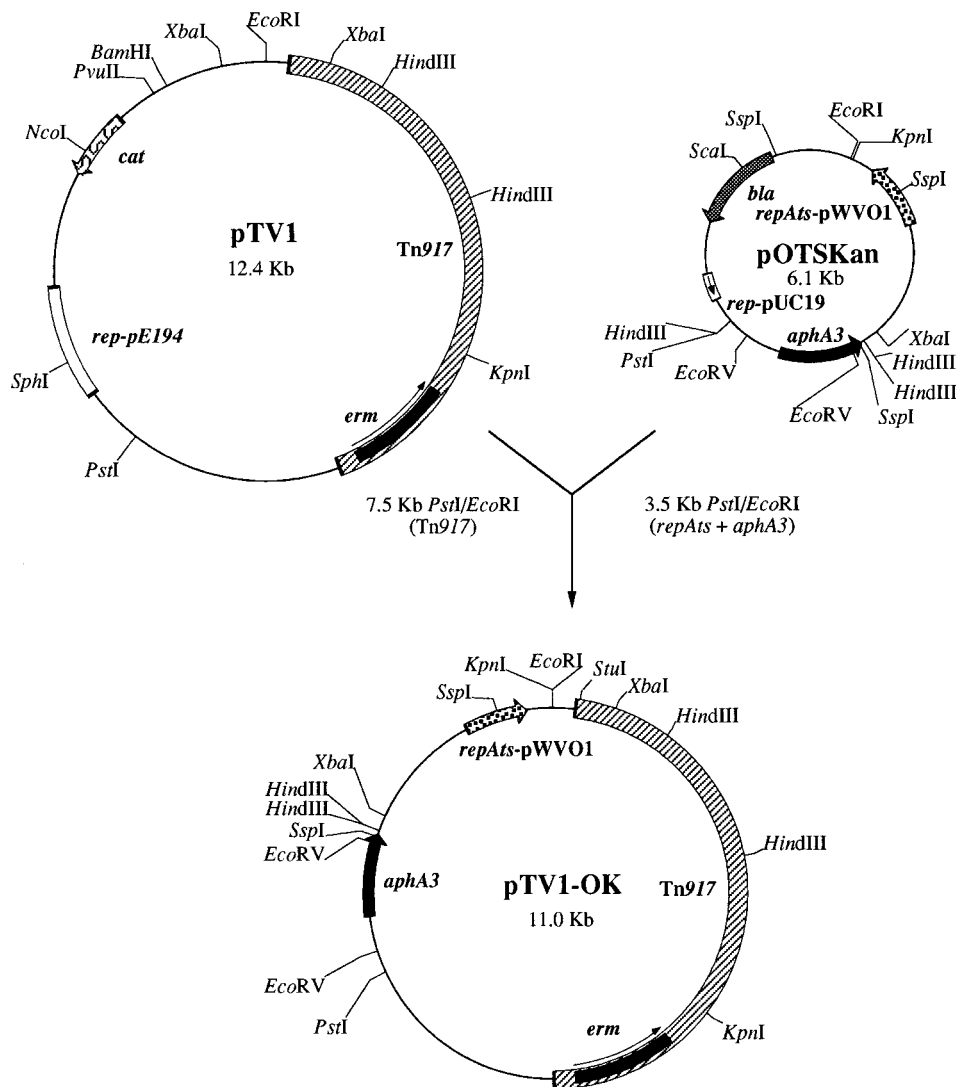 EcoRI
XbaI
XbaI
BamHI
HindIII
PvuII
NcoI
cat
HindIII
pTV1
12.4 Kb
Tn917
rep-pE194
KpnI
SphI
erm
PstI
EcoRI
SspI
KpnI
ScaI
SspI
bla
repAts-pWVO1
pOTSKan
6.1 Kb
rep-pUC19
HindIII
aphA3
XbaI
PstI
HindIII
EcoRV
HindIII
EcoRV
SspI
7.5 Kb PstI/EcoRI
(Tn917)
3.5 Kb PstI/EcoRI
(repAts + aphA3)
EcoRI
KpnI
StuI
SspI
XbaI
HindIII
repAts-pWVO1
XbaI
HindIII
HindIII
SspI
EcoRV
HindIII
aphA3
pTV1-OK
Tn917
11.0 Kb
EcoRV
PstI
erm
KpnI